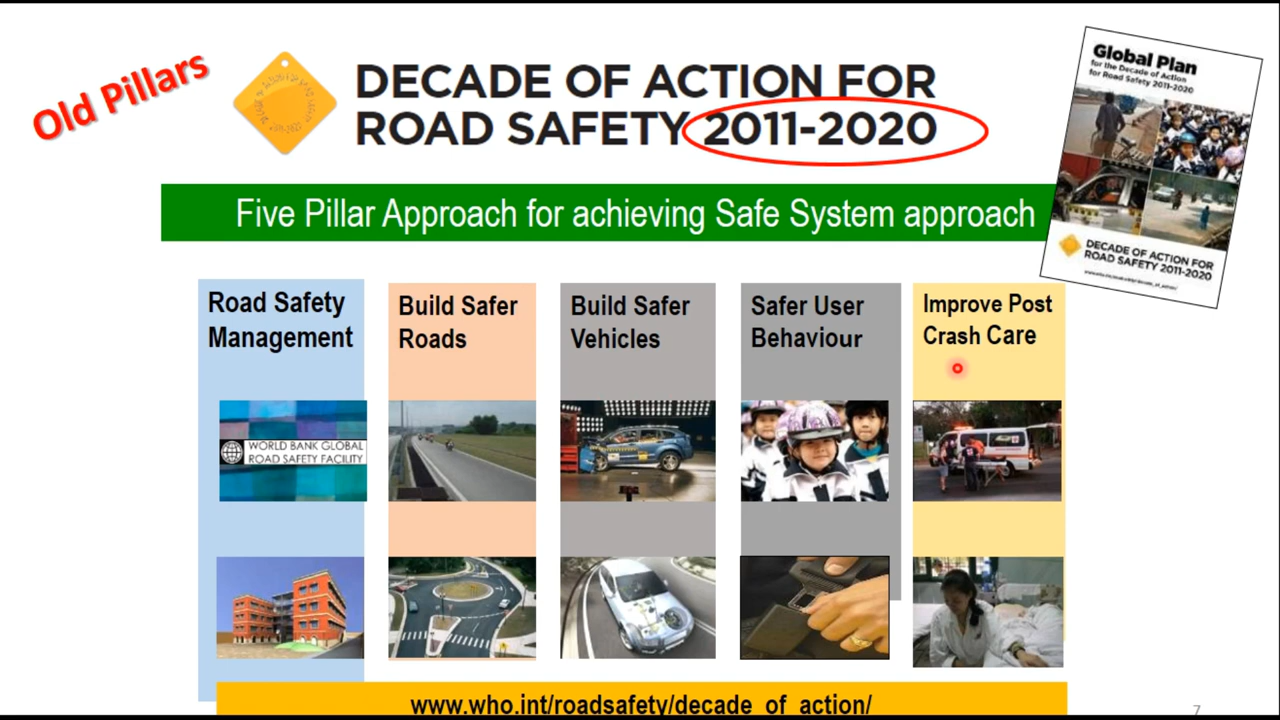 Old Pillars
DECADE OF ACTION FOR
ROAD SAFETY 2011-2020
Global Plan
for the Decade of Action
for Road Safety 2011-2020
DECADE OF ACTION FOR
ROAD SAFETY 2011-2020
Five Pillar Approach for achieving Safe System approach
Road Safety
Management
Build Safer
Roads
Build Safer
Vehicles
Safer User
Behaviour
Improve Post
Crash Care
WORLD BANK GLOBAL
ROAD SAFETY FACILITY
www.who.int/roadsafety/decade_of_action/
7